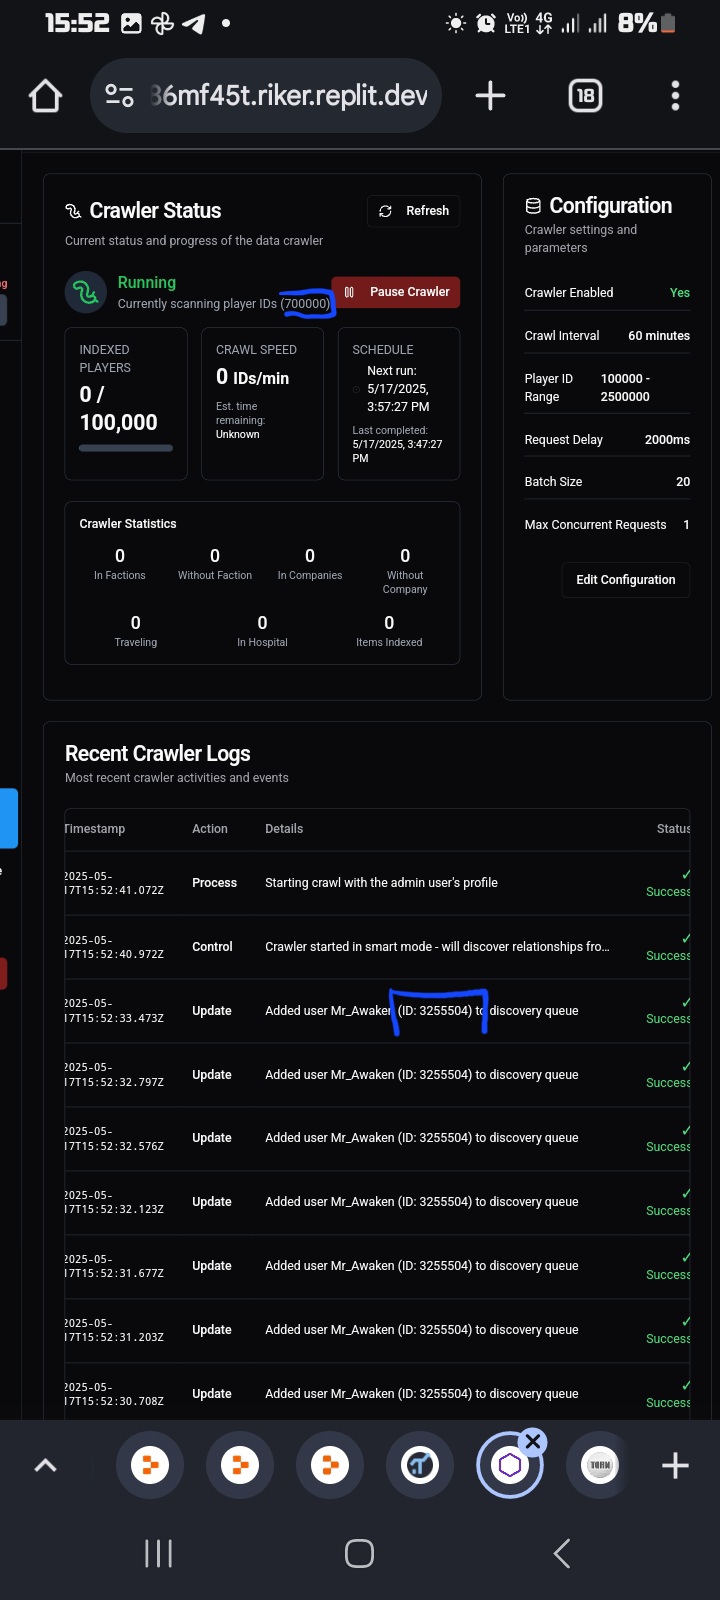 15:52
Vo) 4G
LTE1
8%
36mf45t.riker.replit.dev
18
Crawler Status
Refresh
Current status and progress of the data crawler
Running
Currently scanning player IDs (700000)
Pause Crawler
INDEXED
PLAYERS
0 /
100,000
CRAWL SPEED
0 IDs/min
Est. time
remaining:
Unknown
SCHEDULE
Next run:
5/17/2025,
3:57:27 PM
Last completed:
5/17/2025, 3:47:27
PM
Crawler Statistics
0
In Factions
0
Without Faction
0
In Companies
0
Without
Company
0
Traveling
0
In Hospital
0
Items Indexed
Configuration
Crawler settings and
parameters
Crawler Enabled Yes
Crawl Interval 60 minutes
Player ID
Range
100000 -
2500000
Request Delay 2000ms
Batch Size 20
Max Concurrent Requests 1
Edit Configuration
Recent Crawler Logs
Most recent crawler activities and events
Timestamp Action Details Status
2025-05-
17T15:52:41.072Z
Process
Starting crawl with the admin user's profile
✓
Success
2025-05-
17T15:52:40.972Z
Control
Crawler started in smart mode - will discover relationships fro...
✓
Success
2025-05-
17T15:52:33.473Z
Update
Added user Mr_Awaken (ID: 3255504) to discovery queue
✓
Success
2025-05-
17T15:52:32.797Z
Update
Added user Mr_Awaken (ID: 3255504) to discovery queue
✓
Success
2025-05-
17T15:52:32.576Z
Update
Added user Mr_Awaken (ID: 3255504) to discovery queue
✓
Success
2025-05-
17T15:52:32.123Z
Update
Added user Mr_Awaken (ID: 3255504) to discovery queue
✓
Success
2025-05-
17T15:52:31.677Z
Update
Added user Mr_Awaken (ID: 3255504) to discovery queue
✓
Success
2025-05-
17T15:52:31.203Z
Update
Added user Mr_Awaken (ID: 3255504) to discovery queue
✓
Success
2025-05-
17T15:52:30.708Z
Update
Added user Mr_Awaken (ID: 3255504) to discovery queue
✓
Success
TORN